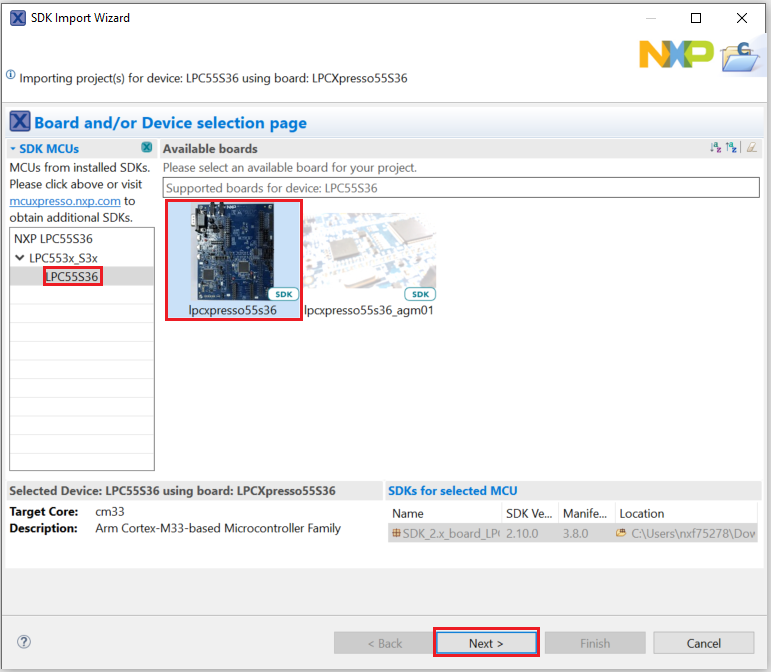 SDK Import Wizard
NXP
Importing project(s) for device: LPC55S36 using board: LPCXpresso55S36
Board and/or Device selection page
SDK MCUs
MCUs from installed SDKs.
Please click above or visit
mcuxpresso.nxp.com to
obtain additional SDKs.
NXP LPC55S36
LPC553x_S3x
LPC55S36
Available boards
Please select an available board for your project.
Supported boards for device: LPC55S36
SDK
lpcxpresso55s36
SDK
lpcxpresso55s36_agm01
Selected Device: LPC55S36 using board: LPCXpresso55S36
Target Core: cm33
Description: Arm Cortex-M33-based Microcontroller Family
SDKs for selected MCU
Name SDK Ve... Manife... Location
SDK_2.x_board_LP 2.10.0 3.8.0 C:\Users\nxf75278\Dow
? < Back Next > Finish Cancel